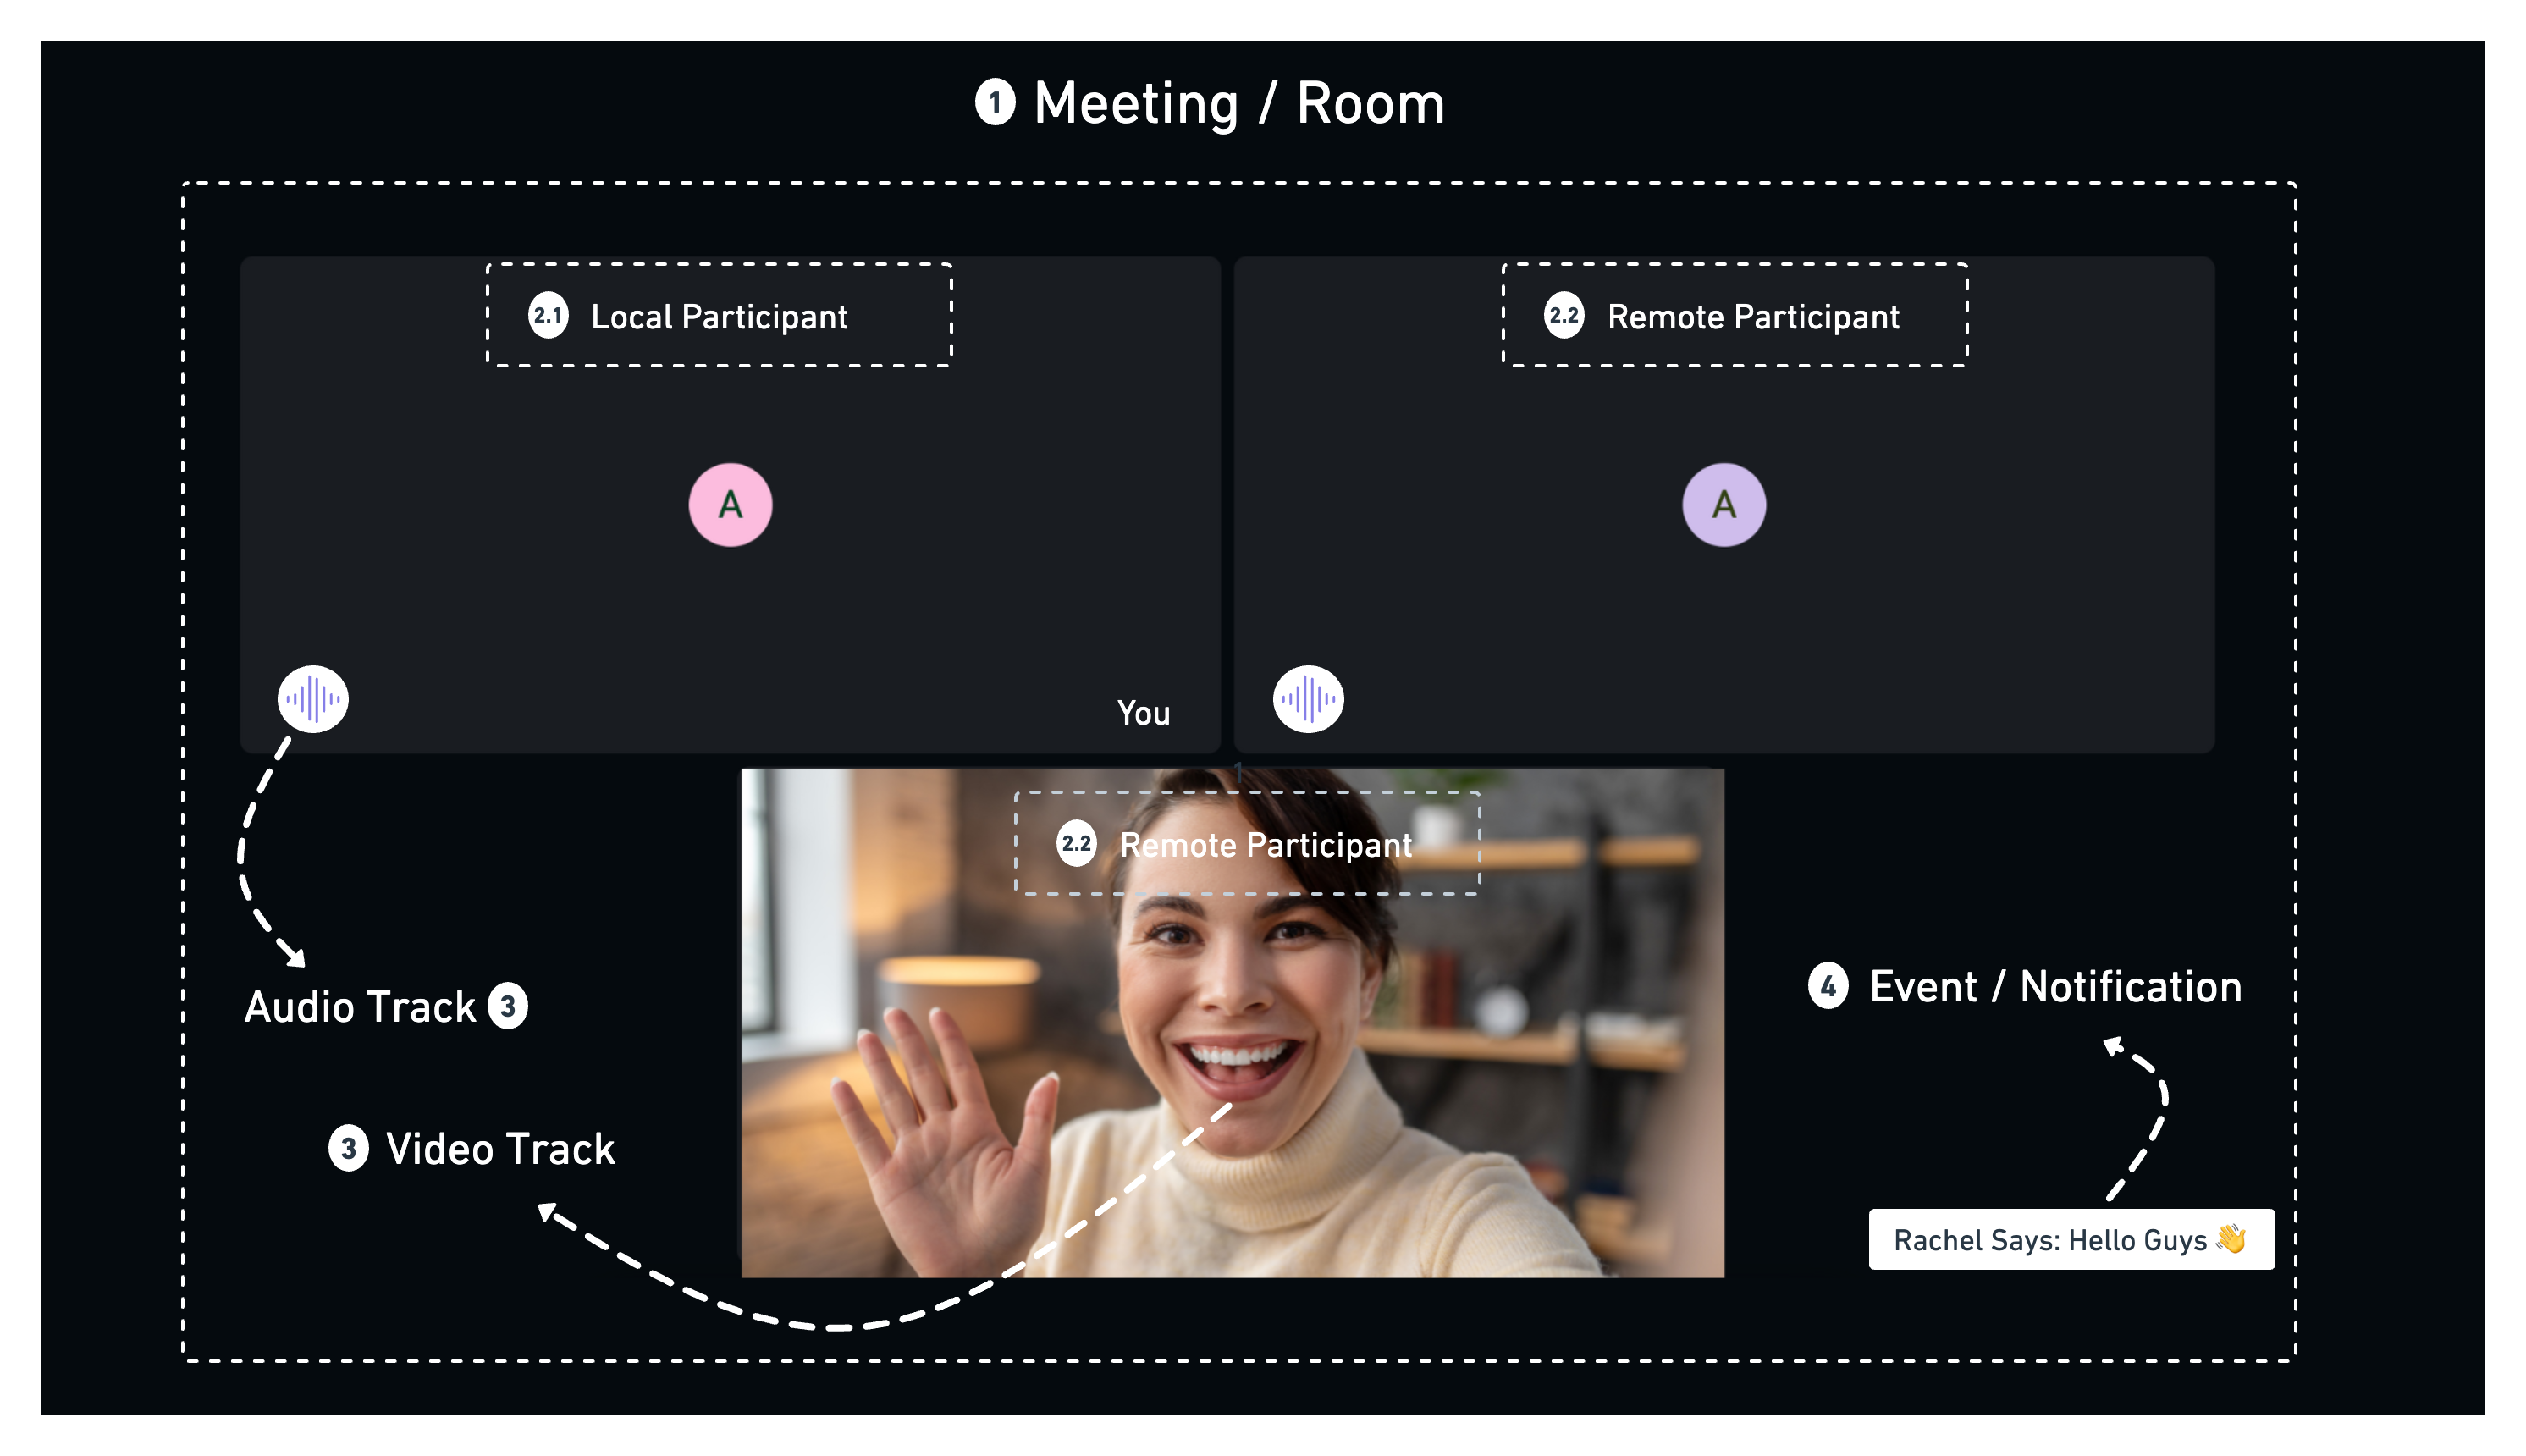 1 Meeting / Room
2.1 Local Participant
2.2 Remote Participant
A
A
You
1
2.2 Remote Participant
Audio Track 3
4 Event / Notification
3 Video Track
Rachel Says: Hello Guys 👋